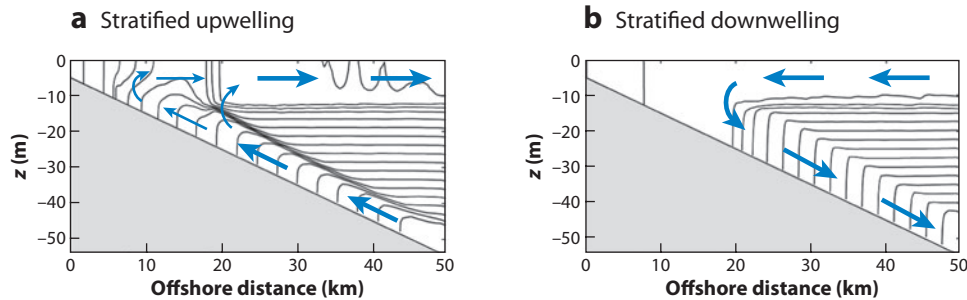 a Stratified upwelling
0
−10
−20
−30
−40
−50
z (m)
0 10 20 30 40 50
Offshore distance (km)
b Stratified downwelling
0
−10
−20
−30
−40
−50
z (m)
0 10 20 30 40 50
Offshore distance (km)